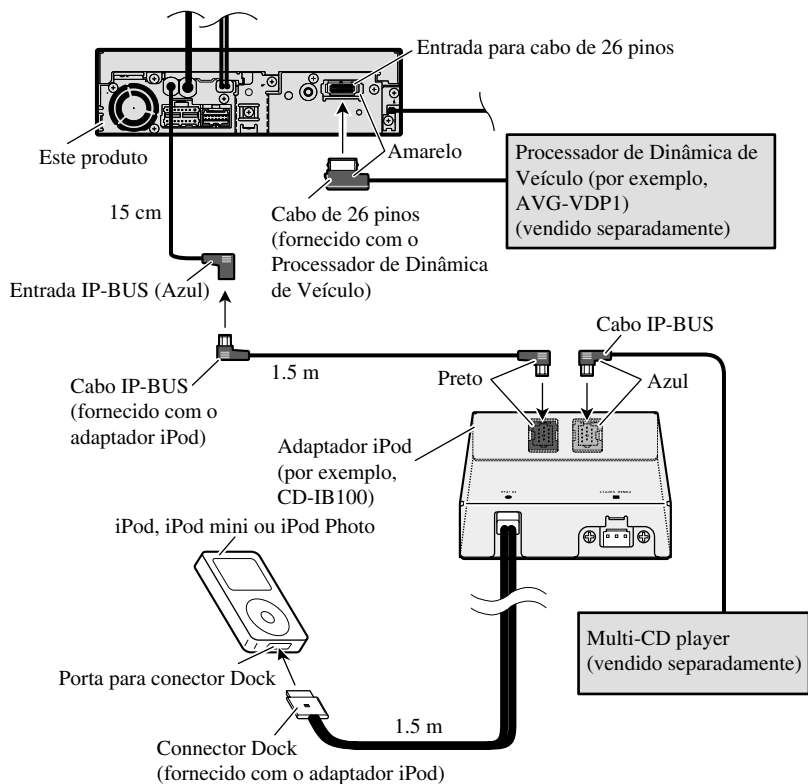 Entrada para cabo de 26 pinos
Este produto
Amarelo
Processador de Dinâmica de
Veículo (por exemplo,
AVG-VDP1)
(vendido separadamente)
15 cm
Cabo de 26 pinos
(fornecido com o
Processador de Dinâmica
de Veículo)
Entrada IP-BUS (Azul)
Cabo IP-BUS
1.5 m
Preto
Azul
Cabo IP-BUS
(fornecido com o
adaptador iPod)
Adaptador iPod
(por exemplo,
CD-IB100)
iPod, iPod mini ou iPod Photo
Multi-CD player
(vendido separadamente)
Porta para conector Dock
1.5 m
Connector Dock
(fornecido com o adaptador iPod)